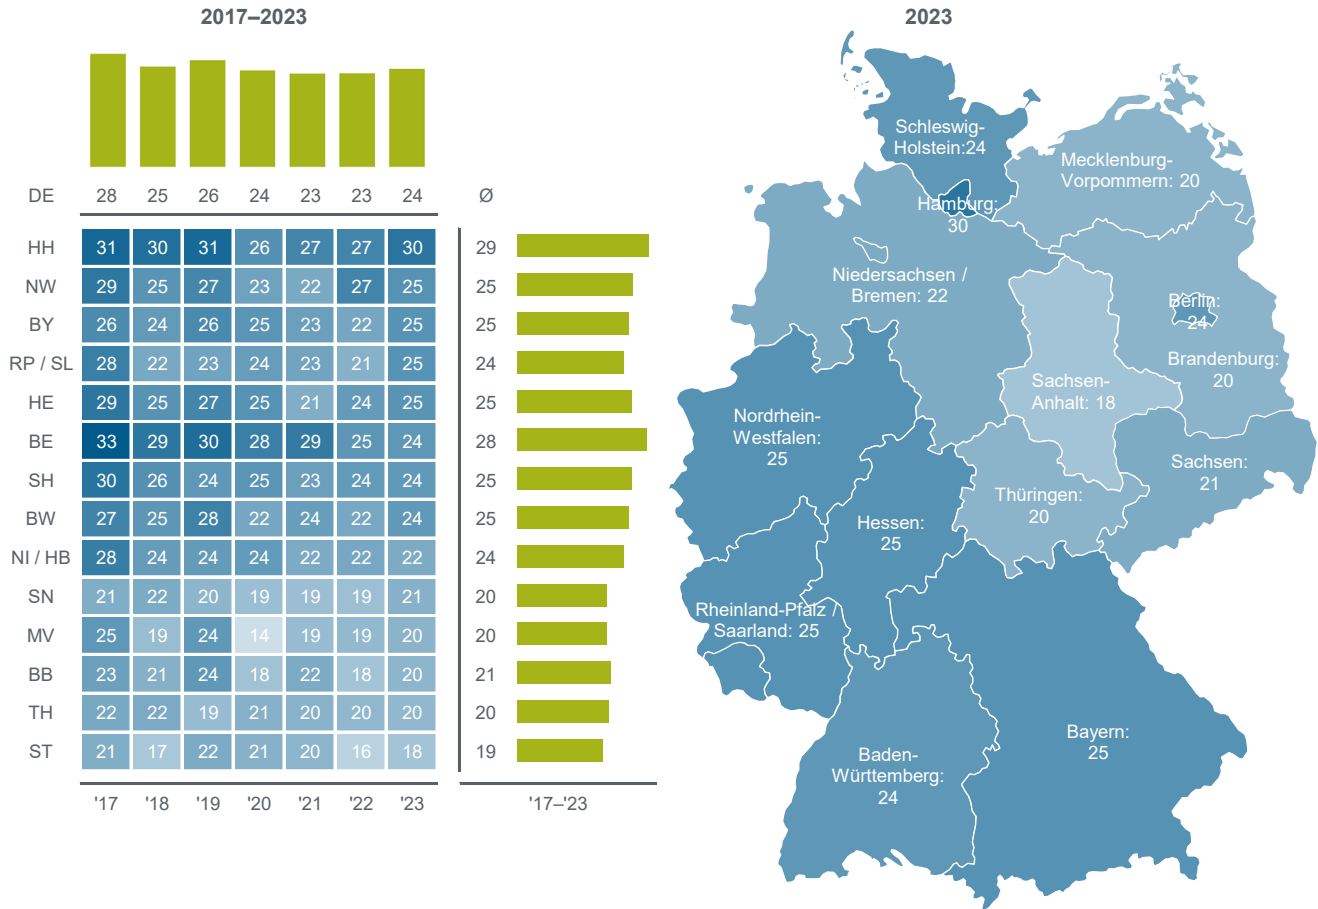 2017–2023
DE 28 25 26 24 23 23 24 Ø
HH 31 30 31 26 27 27 30 29
NW 29 25 27 23 22 27 25 25
BY 26 24 26 25 23 22 25 25
RP / SL 28 22 23 24 23 21 25 24
HE 29 25 27 25 21 24 25 25
BE 33 29 30 28 29 25 24 28
SH 30 26 24 25 23 24 24 25
BW 27 25 28 22 24 22 24 25
NI / HB 28 24 24 24 22 22 22 24
SN 21 22 20 19 19 19 21 20
MV 25 19 24 14 19 19 20 20
BB 23 21 24 18 22 18 20 21
TH 22 22 19 21 20 20 20 20
ST 21 17 22 21 20 16 18 19
'17 '18 '19 '20 '21 '22 '23 '17–'23
2023
Schleswig-
Holstein:24
Mecklenburg-
Vorpommern: 20
Hamburg:
30
Niedersachsen /
Bremen: 22
Berlin:
24
Brandenburg:
20
Sachsen-
Anhalt: 18
Nordrhein-
Westfalen:
25
Sachsen:
21
Thüringen:
20
Hessen:
25
Rheinland-Pfalz /
Saarland: 25
Bayern:
25
Baden-
Württemberg:
24